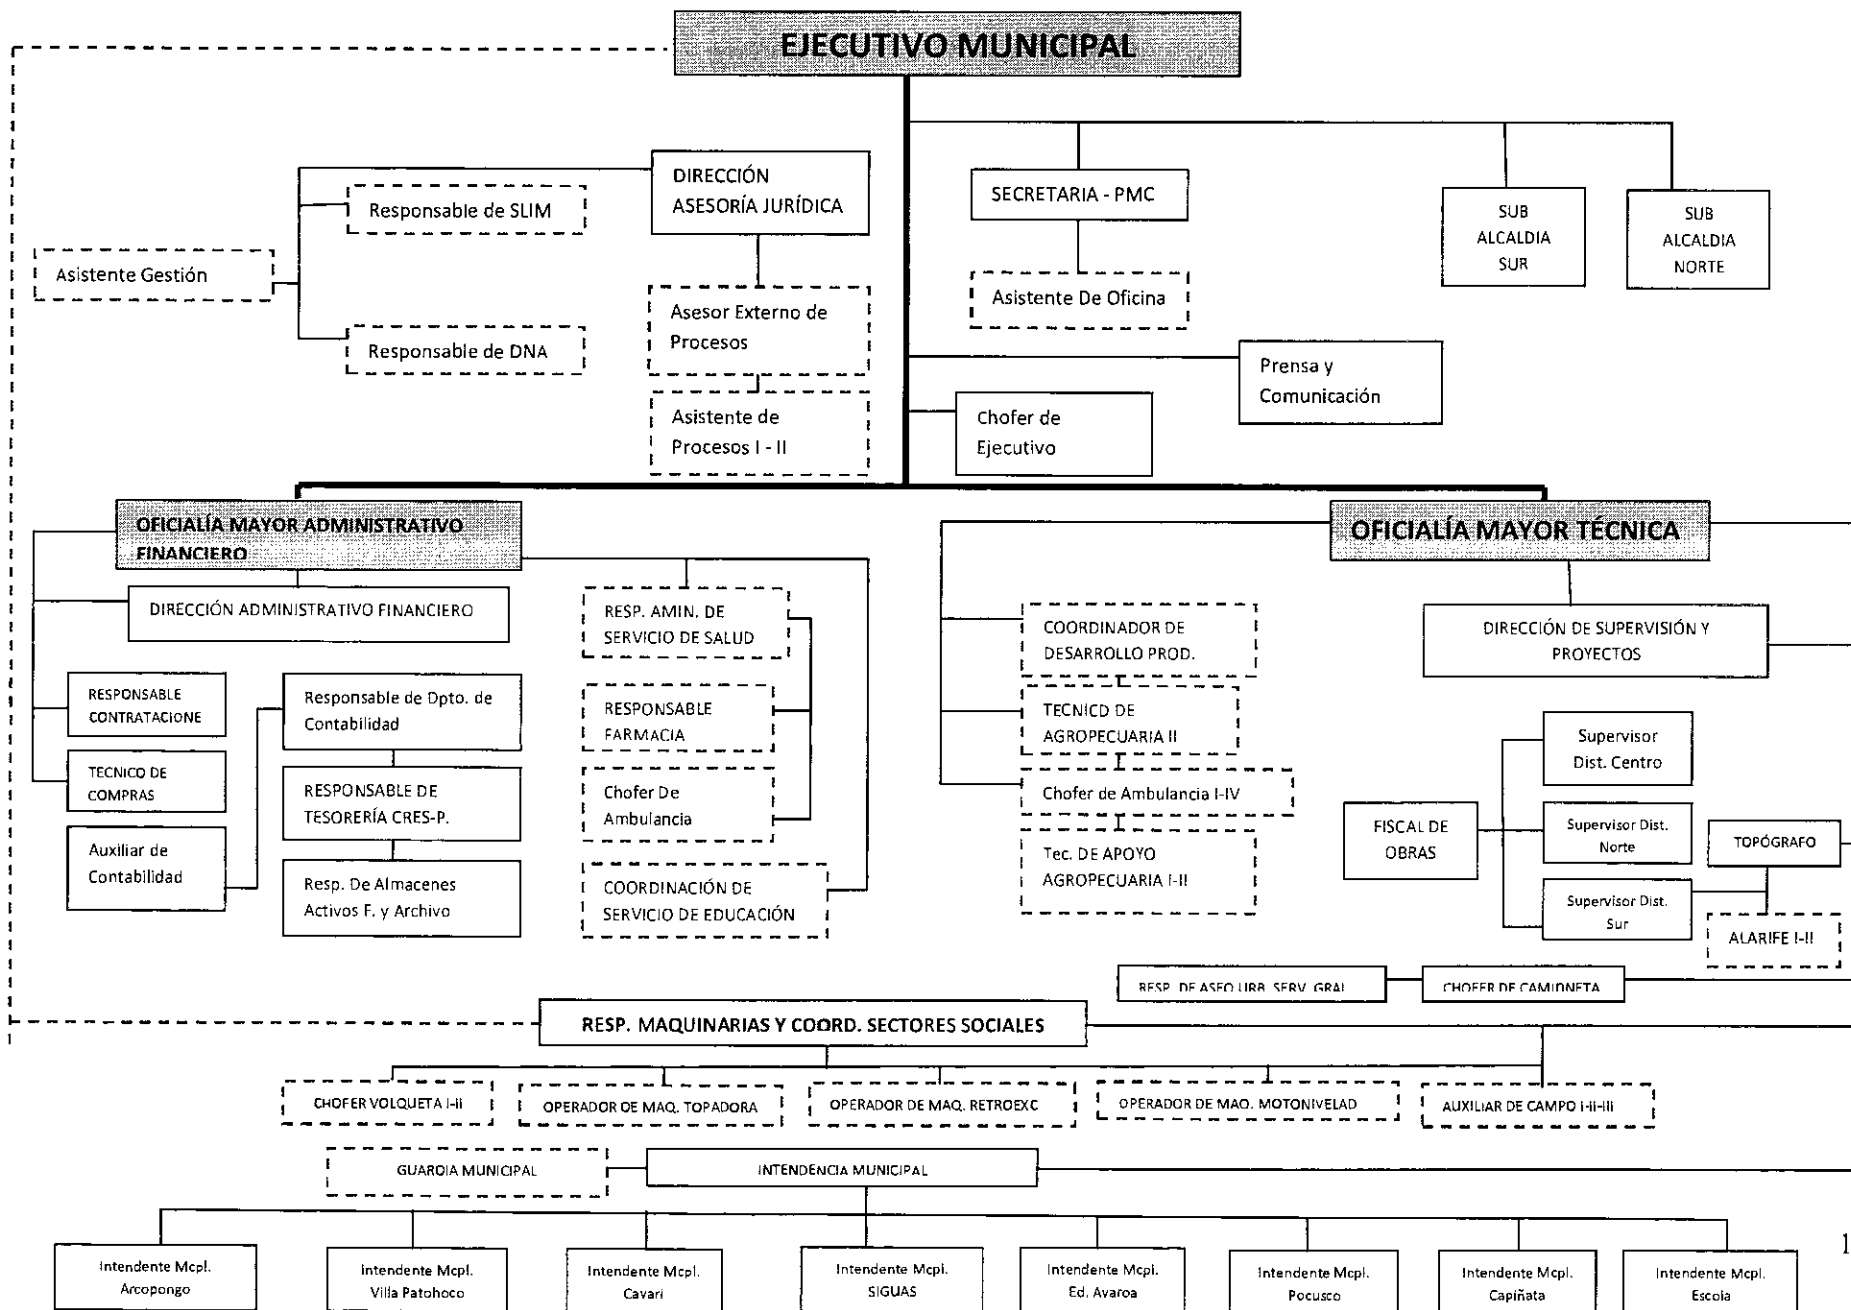 EJECUTIVO MUNICIPAL
DIRECCIÓN
ASESORÍA JURÍDICA
Responsable de SLIM
Asistente Gestión
Responsable de DNA
Asesor Externo de
Procesos
Asistente de
Procesos I - II
SECRETARIA - PMC
Asistente De Oficina
SUB
ALCALDIA
SUR
SUB
ALCALDIA
NORTE
Prensa y
Comunicación
Chofer de
Ejecutivo
OFICIALÍA MAYOR ADMINISTRATIVO
FINANCIERO
OFICIALÍA MAYOR TÉCNICA
DIRECCIÓN ADMINISTRATIVO FINANCIERO
RESPONSABLE
CONTRATACIONE
TECNICO DE
COMPRAS
Auxiliar de
Contabilidad
Responsable de Dpto. de
Contabilidad
RESPONSABLE DE
TESORERÍA CRES-P.
Resp. De Almacenes
Activos F. y Archivo
RESP. AMIN. DE
SERVICIO DE SALUD
RESPONSABLE
FARMACIA
Chofer De
Ambulancia
COORDINACIÓN DE
SERVICIO DE EDUCACIÓN
COORDINADOR DE
DESARROLLO PROD.
TECNICO DE
AGROPECUARIA II
Chofer de Ambulancia I-IV
Tec. DE APOYO
AGROPECUARIA I-II
DIRECCIÓN DE SUPERVISIÓN Y
PROYECTOS
Supervisor
Dist. Centro
FISCAL DE
OBRAS
Supervisor Dist.
Norte
Supervisor Dist.
Sur
TOPÓGRAFO
ALARIFE I-II
RESP. DE ASEO URB. SERV. GRAL
CHOFER DE CAMIONETA
RESP. MAQUINARIAS Y COORD. SECTORES SOCIALES
CHOFER VOLQUETA I-ii
OPERADOR DE MAQ. TOPADORA
OPERADOR DE MAQ. RETROEXC
OPERADOR DE MAQ. MOTONIVELAD
AUXILIAR DE CAMPO I-II-III
GUARDIA MUNICIPAL
INTENDENCIA MUNICIPAL
Intendente Mcpl.
Arcopongo
Intendente Mcpl.
Villa Patohoco
Intendente Mcpl.
Cavari
Intendente Mcpl.
SIGUAS
Intendente Mcpl.
Ed. Avaroa
Intendente Mcpl.
Pocusco
Intendente Mcpl.
Capiñata
Intendente Mcpl.
Escola
1